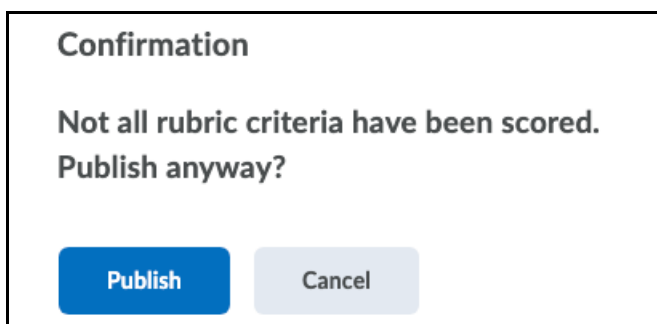 Confirmation
Not all rubric criteria have been scored.
Publish anyway?
Publish Cancel